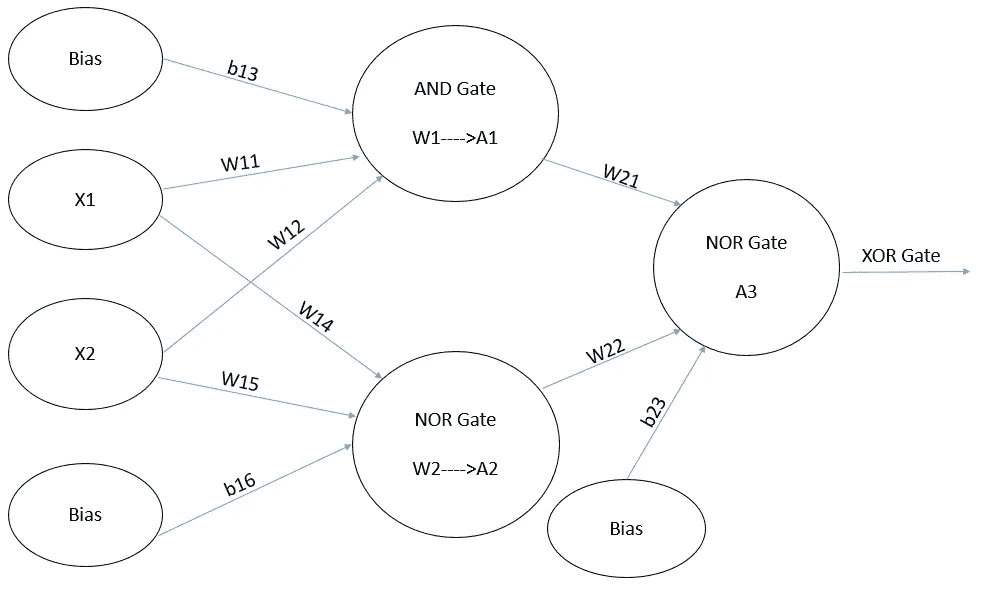 Bias
b13
AND Gate
W1---->A1
X1
W11
W12
W21
NOR Gate
A3
XOR Gate
X2
W14
W15
W22
NOR Gate
W2---->A2
b23
Bias
b16
Bias